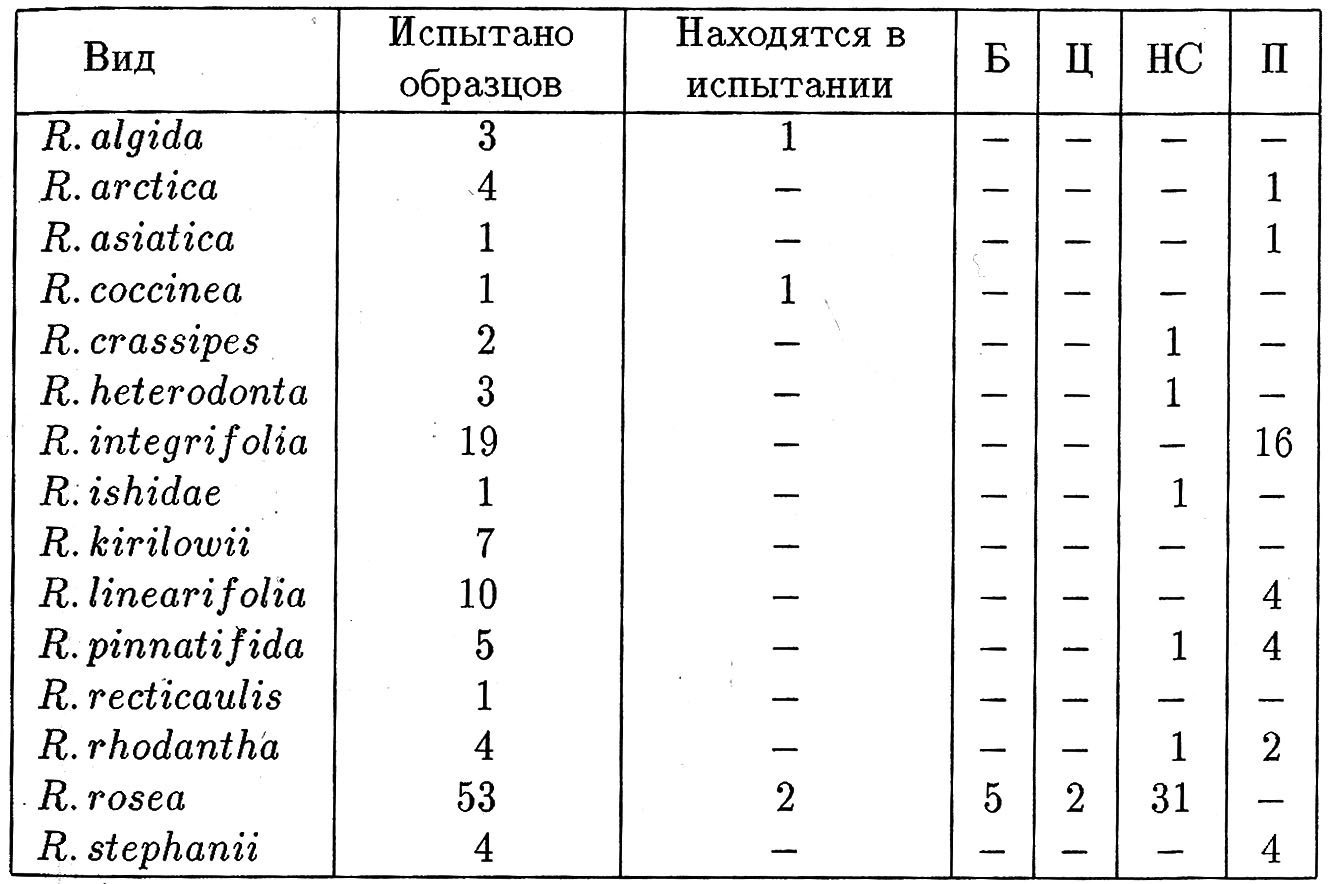 Вид | Испытано образцов | Находятся в испытании | Б | Ц | НС | П
R. algida | 3 | 1 | – | – | – | –
R. arctica | 4 | – | – | – | – | 1
R. asiatica | 1 | – | – | – | – | 1
R. coccinea | 1 | 1 | – | – | – | –
R. crassipes | 2 | – | – | – | 1 | –
R. heterodonta | 3 | – | – | – | 1 | –
R. integrifolia | 19 | – | – | – | – | 16
R. ishidae | 1 | – | – | – | 1 | –
R. kirilowii | 7 | – | – | – | – | –
R. linearifolia | 10 | – | – | – | – | 4
R. pinnatifida | 5 | – | – | – | 1 | 4
R. recticaulis | 1 | – | – | – | – | –
R. rhodantha | 4 | – | – | – | 1 | 2
R. rosea | 53 | 2 | 5 | 2 | 31 | –
R. stephanii | 4 | – | – | – | – | 4